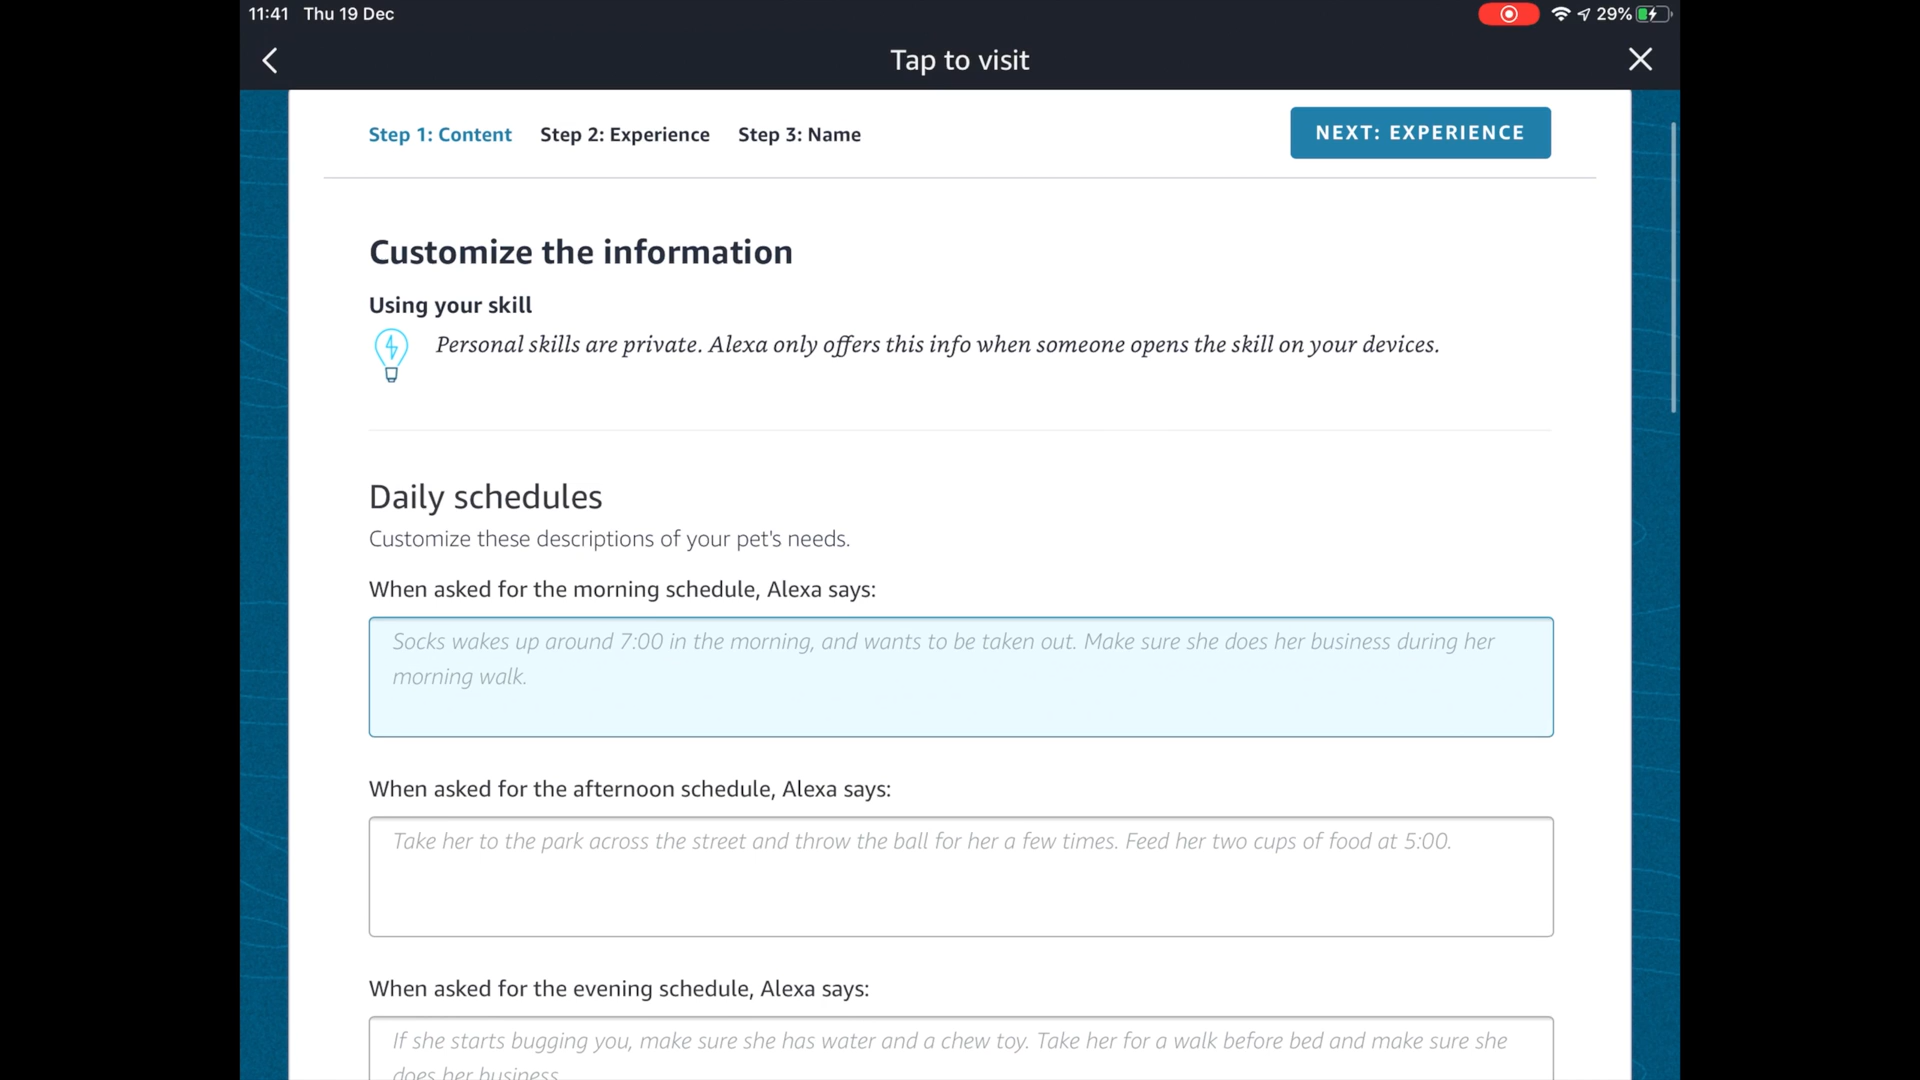 11:41 Thu 19 Dec
29%
Tap to visit
Step 1: Content Step 2: Experience Step 3: Name
NEXT: EXPERIENCE
Customize the information
Using your skill
Personal skills are private. Alexa only offers this info when someone opens the skill on your devices.
Daily schedules
Customize these descriptions of your pet's needs.
When asked for the morning schedule, Alexa says:
Socks wakes up around 7:00 in the morning, and wants to be taken out. Make sure she does her business during her
morning walk.
When asked for the afternoon schedule, Alexa says:
Take her to the park across the street and throw the ball for her a few times. Feed her two cups of food at 5:00.
When asked for the evening schedule, Alexa says:
If she starts bugging you, make sure she has water and a chew toy. Take her for a walk before bed and make sure she
does her business